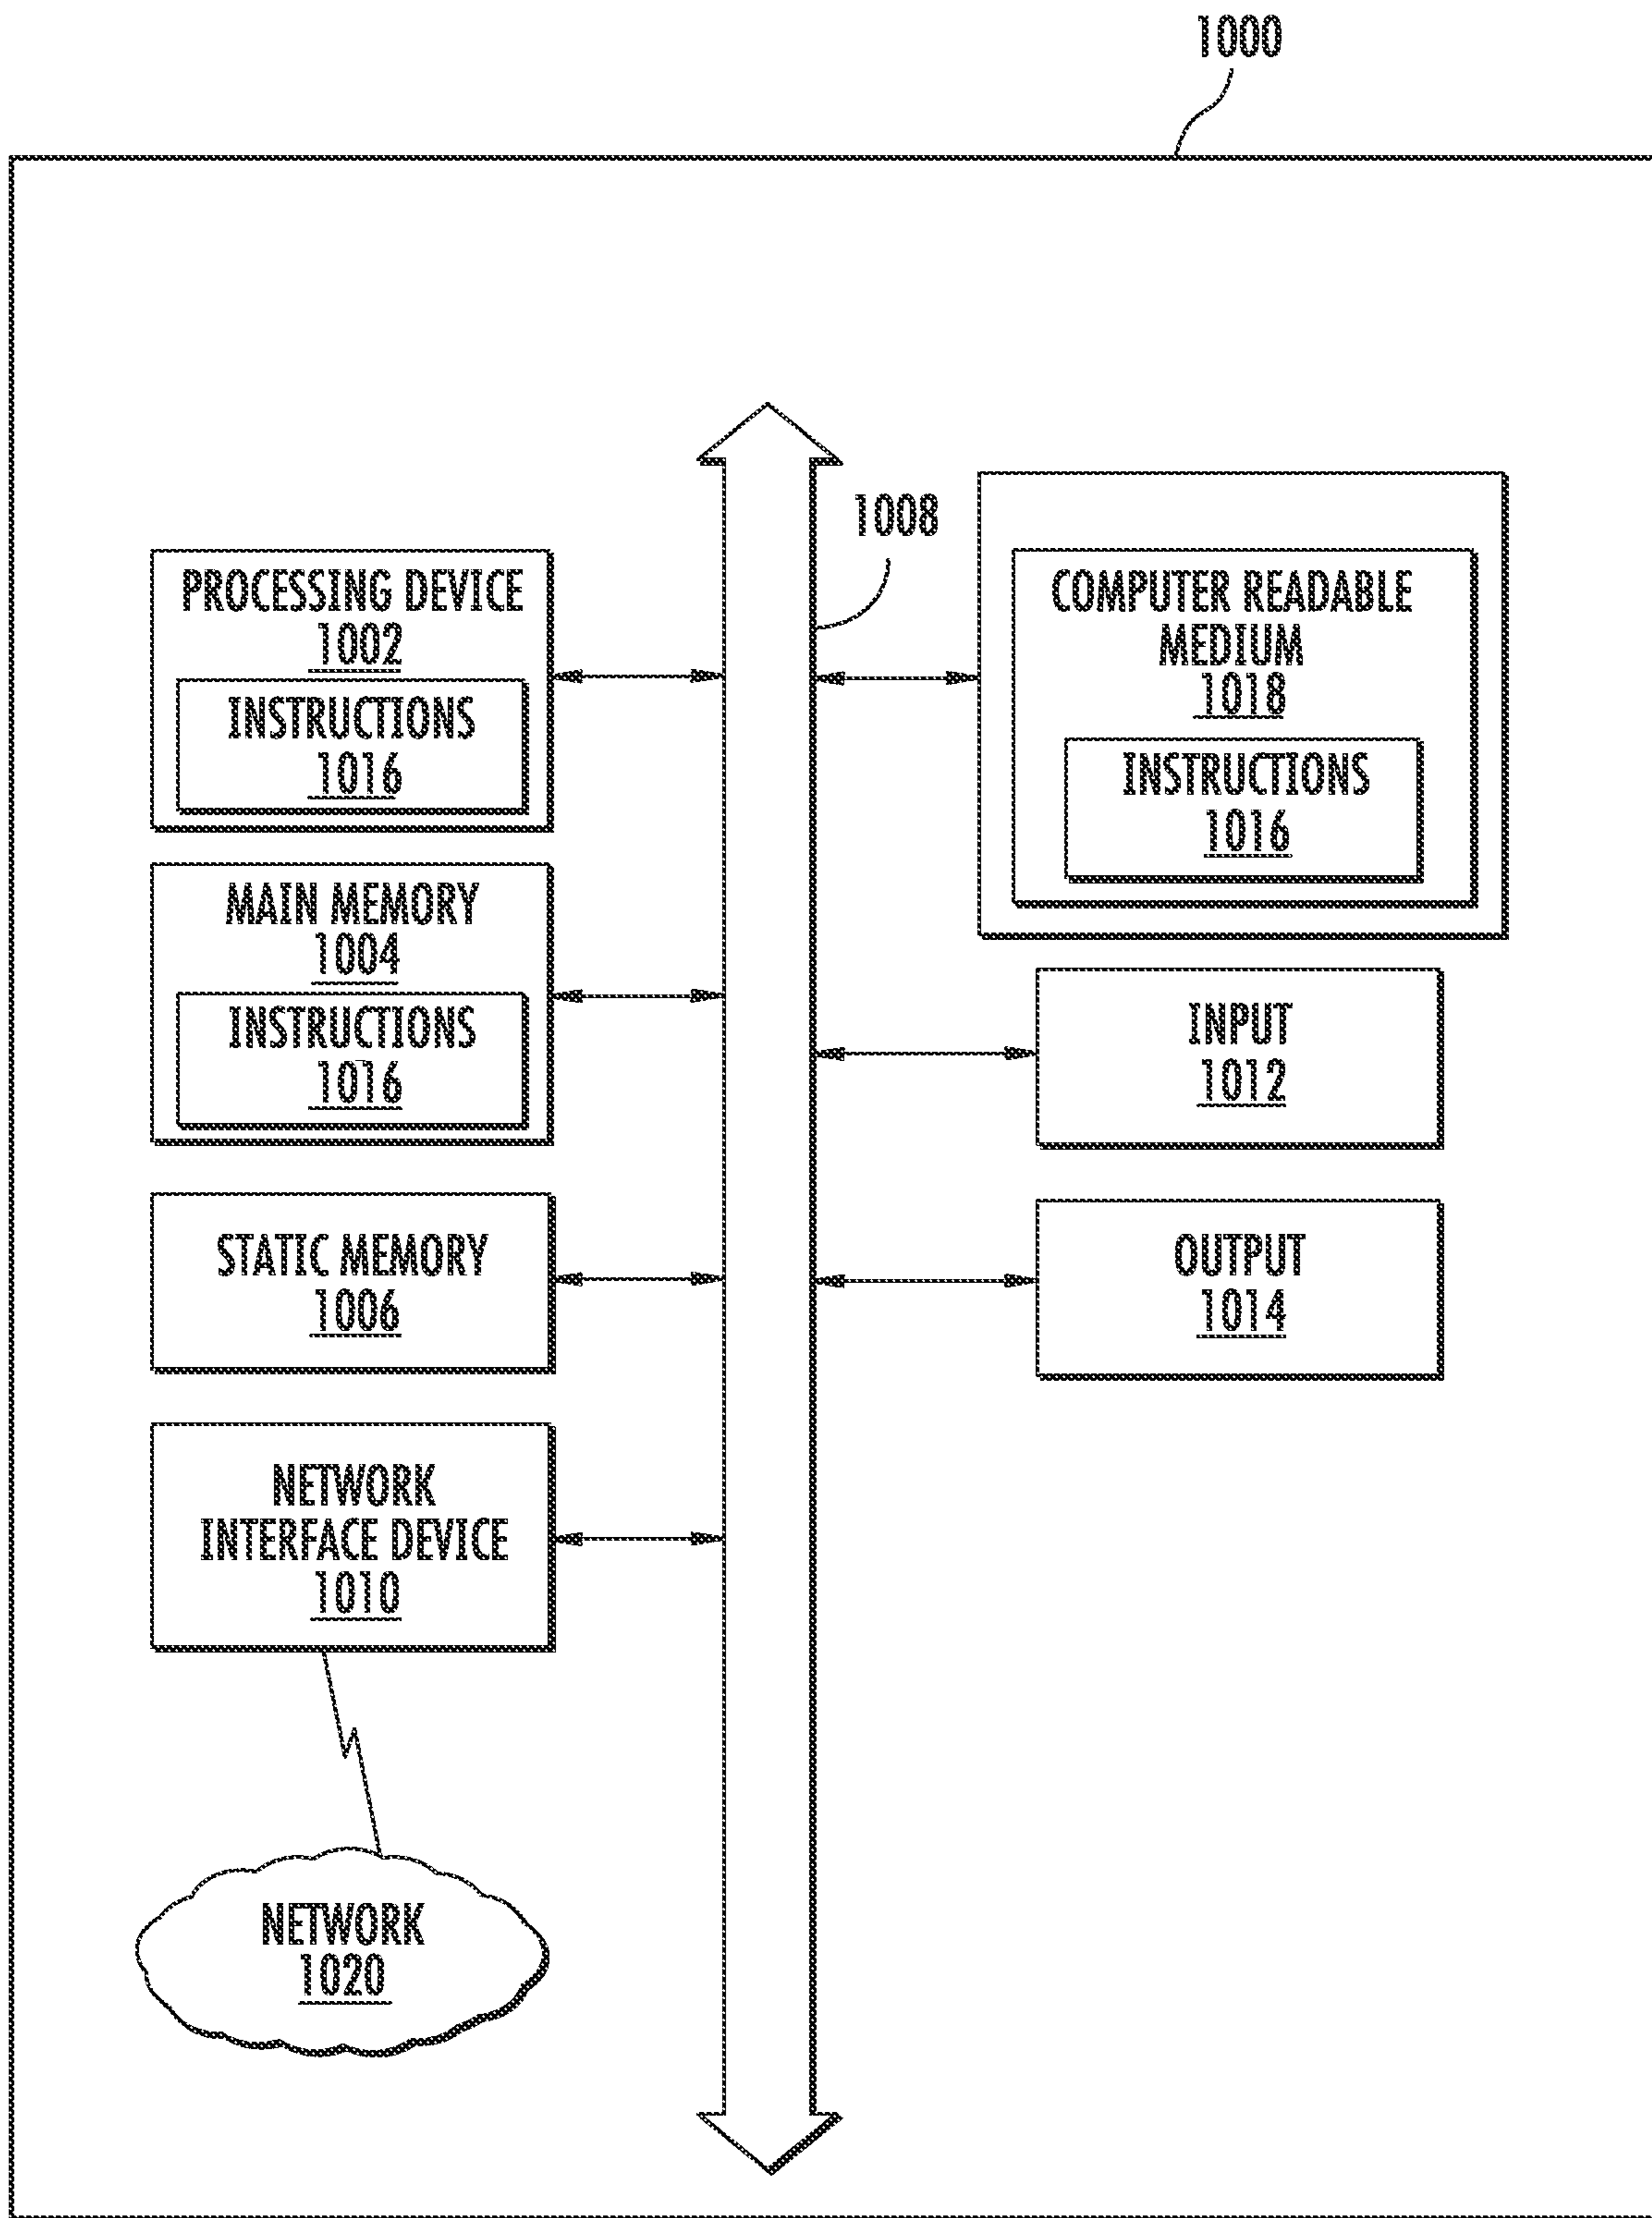 1000
PROCESSING DEVICE
1002
INSTRUCTIONS
1016
MAIN MEMORY
1004
INSTRUCTIONS
1016
STATIC MEMORY
1006
NETWORK
INTERFACE DEVICE
1010
NETWORK
1020
1008
COMPUTER READABLE
MEDIUM
1018
INSTRUCTIONS
1016
INPUT
1012
OUTPUT
1014